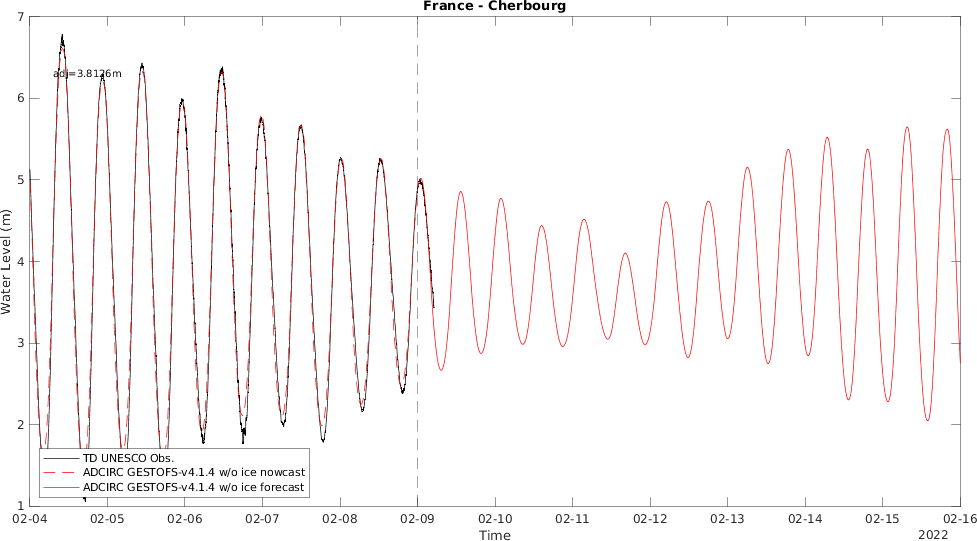 France - Cherbourg
Water Level (m)
7
6
5
4
3
2
1
adj=3.8126m
TD UNESCO Obs.
ADCIRC GESTOFS-v4.1.4 w/o ice nowcast
ADCIRC GESTOFS-v4.1.4 w/o ice forecast
02-04 02-05 02-06 02-07 02-08 02-09 02-10 02-11 02-12 02-13 02-14 02-15 02-16
Time
2022